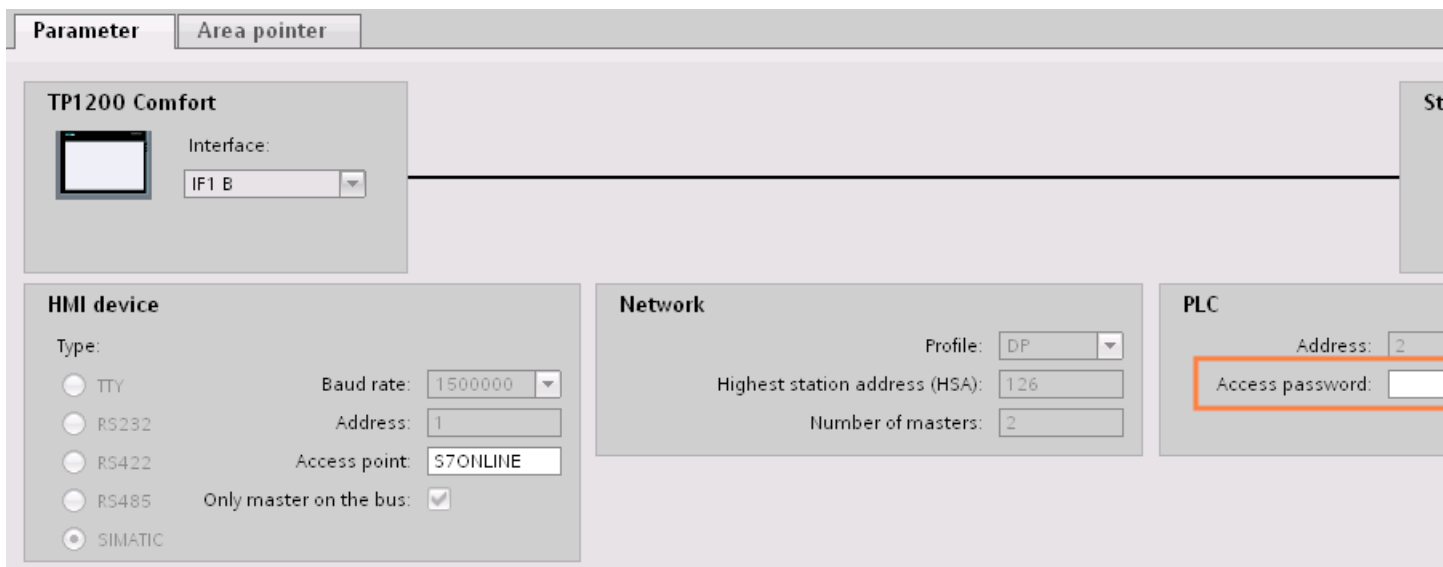 Parameter
Area pointer
TP1200 Comfort
Interface:
IF1 B
St
HMI device
Type:
TTY
RS232
RS422
RS485
SIMATIC
Baud rate: 1500000
Address: 1
Access point: S7ONLINE
Only master on the bus:
Network
Profile: DP
Highest station address (HSA): 126
Number of masters: 2
PLC
Address: 2
Access password: